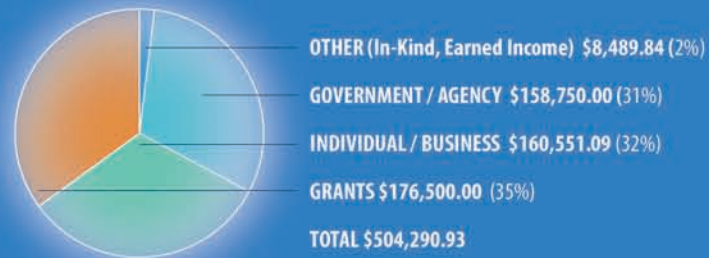 OTHER (In-Kind, Earned Income) $8,489.84 (2%)
GOVERNMENT / AGENCY $158,750.00 (31%)
INDIVIDUAL / BUSINESS $160,551.09 (32%)
GRANTS $176,500.00 (35%)
TOTAL $504,290.93